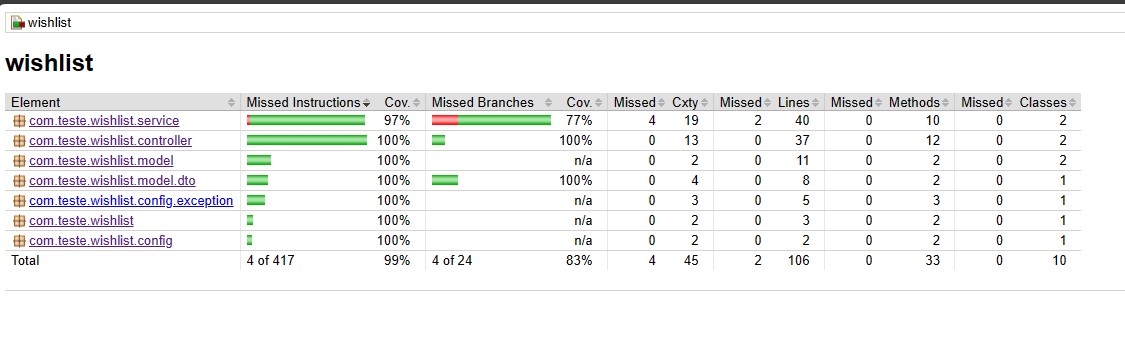 wishlist
wishlist
Element Missed Instructions Cov. Missed Branches Cov. Missed Cxty Missed Lines Missed Methods Missed Classes
com.teste.wishlist.service 97% 77% 4 19 2 40 0 10 0 2
com.teste.wishlist.controller 100% 100% 0 13 0 37 0 12 0 2
com.teste.wishlist.model 100% n/a 0 2 0 11 0 2 0 2
com.teste.wishlist.model.dto 100% 100% 0 4 0 8 0 2 0 1
com.teste.wishlist.config.exception 100% n/a 0 3 0 5 0 3 0 1
com.teste.wishlist 100% n/a 0 2 0 3 0 2 0 1
com.teste.wishlist.config 100% n/a 0 2 0 2 0 2 0 1
Total 4 of 417 99% 4 of 24 83% 4 45 2 106 0 33 0 10